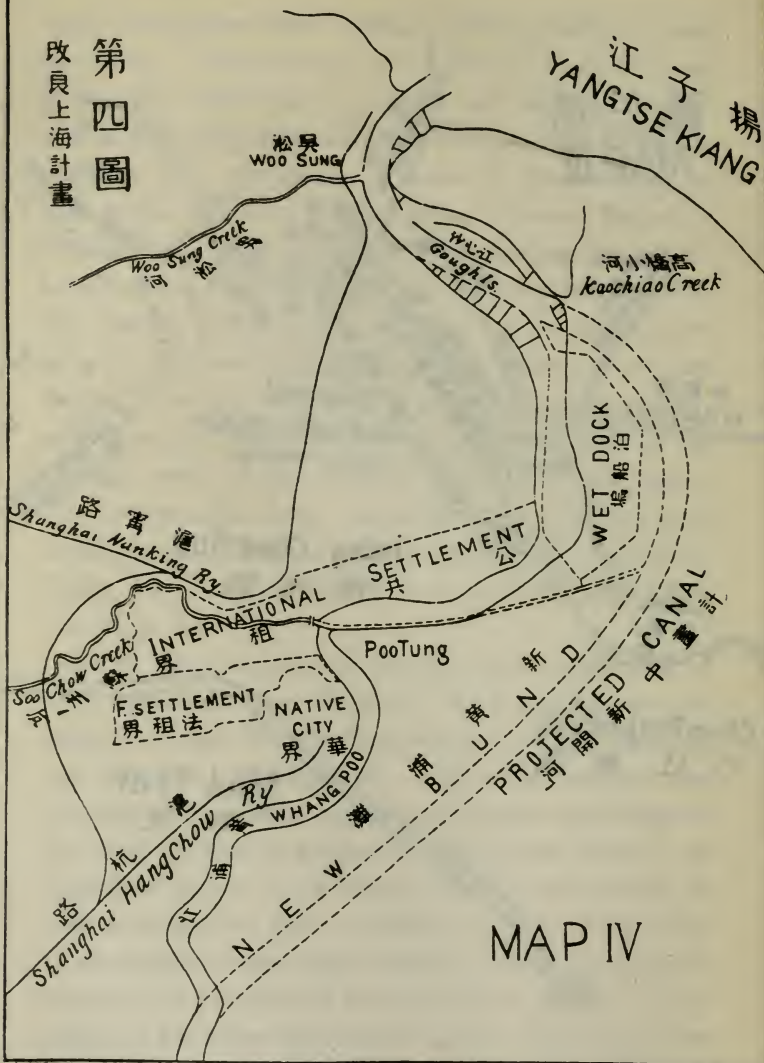 第四圖
改良上海計畫
揚子江
YANGTSE KIANG
吳淞
WOO SUNG
Woo Sung Creek
吳淞河
江心沙
Gough Is.
高橋小河
Kaochiao Creek
WET DOCK
泊船塢
滬甯路
Shanghai Nanking Ry.
INTERNATIONAL SETTLEMENT
公共租界
Soo Chow Creek
蘇州河
PooTung
F. SETTLEMENT
法租界
NATIVE CITY
華界
WHANG POO
黃浦江
滬杭路
Shanghai HangChow Ry
NEW BUND
新黃浦灘
PROJECTED CANAL
計畫中新開河
MAP IV